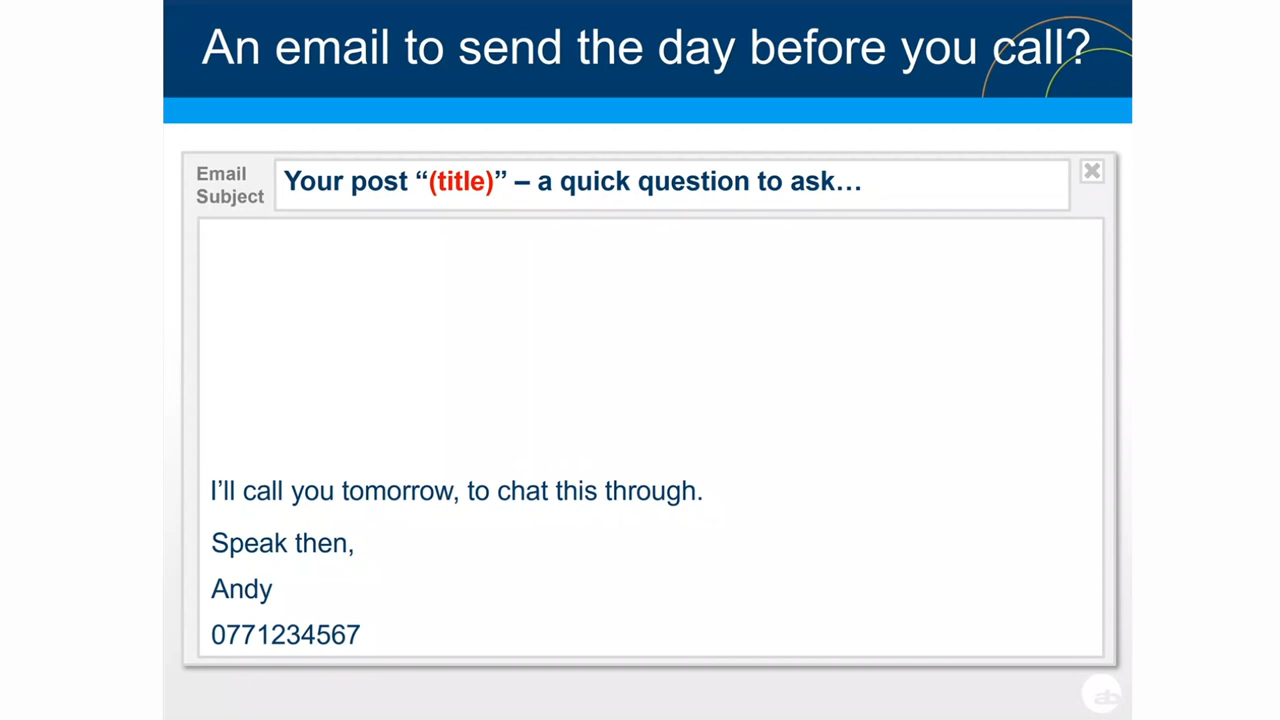 An email to send the day before you call?
Email
Subject
Your post “(title)” – a quick question to ask…
I’ll call you tomorrow, to chat this through.
Speak then,
Andy
0771234567
ab